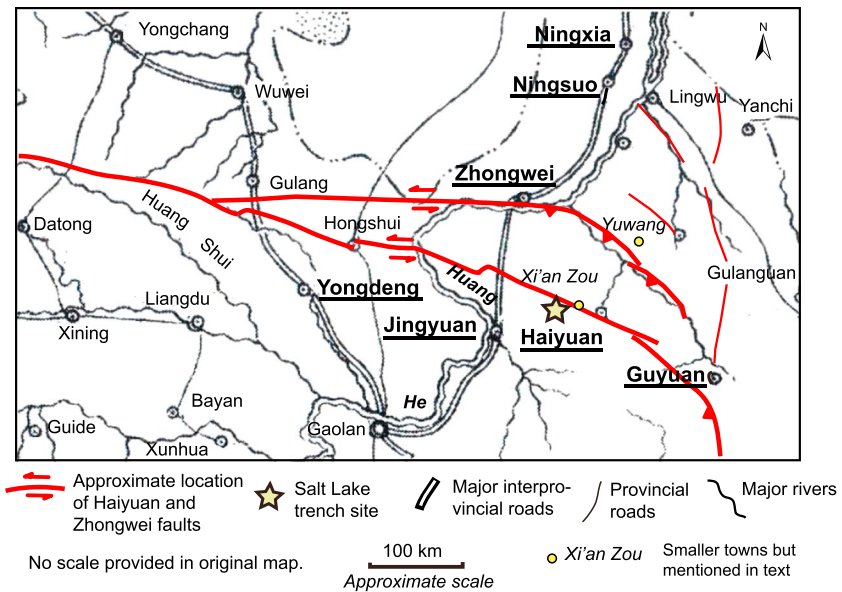 N
Yongchang
Ningxia
Ningsuo
Wuwei
Lingwu
Yanchi
Zhongwei
Gulang
Huang
Shui
Hongshui
Yuwang
Datong
Huang
Xi'an Zou
Gulanguan
Yongdeng
Liangdu
Jingyuan
Haiyuan
Xining
Guyuan
Bayan
He
Guide
Gaolan
Xunhua
Approximate location
of Haiyuan and
Zhongwei faults
Salt Lake
trench site
Major interpro-
vincial roads
Provincial
roads
Major rivers
No scale provided in original map.
100 km
Approximate scale
Xi'an Zou
Smaller towns but
mentioned in text